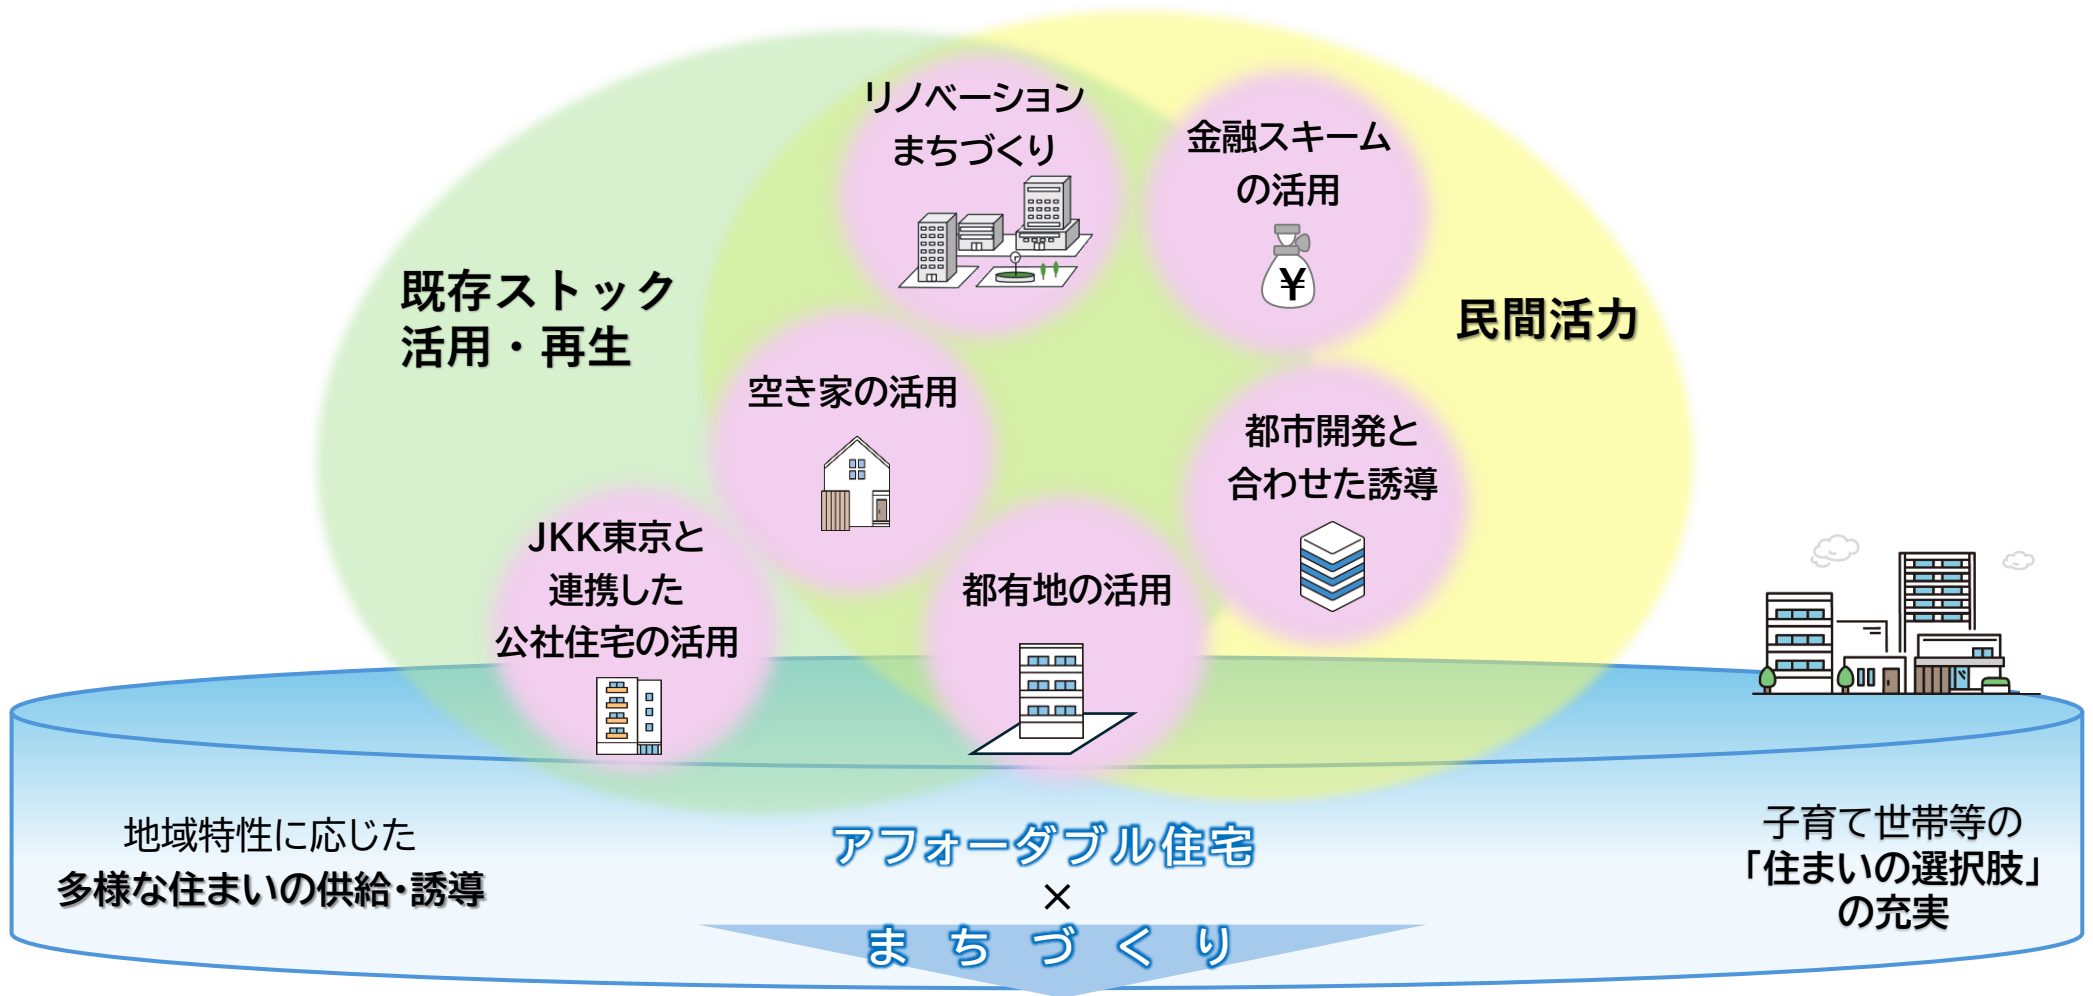 リノベーション
まちづくり
金融スキーム
の活用
¥
既存ストック
活用・再生
民間活力
空き家の活用
都市開発と
合わせた誘導
JKK東京と
連携した
公社住宅の活用
都有地の活用
地域特性に応じた
多様な住まいの供給・誘導
アフォーダブル住宅
×
まちづくり
子育て世帯等の
「住まいの選択肢」
の充実